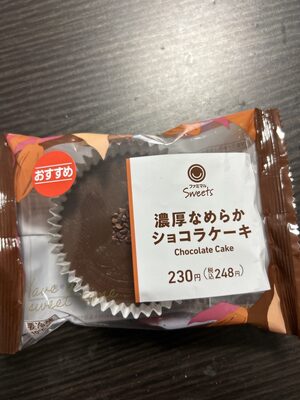 おすすめ
ファミマル
Sweets
濃厚なめらか
ショコラケーキ
Chocolate Cake
230円(税込248円)
sweet